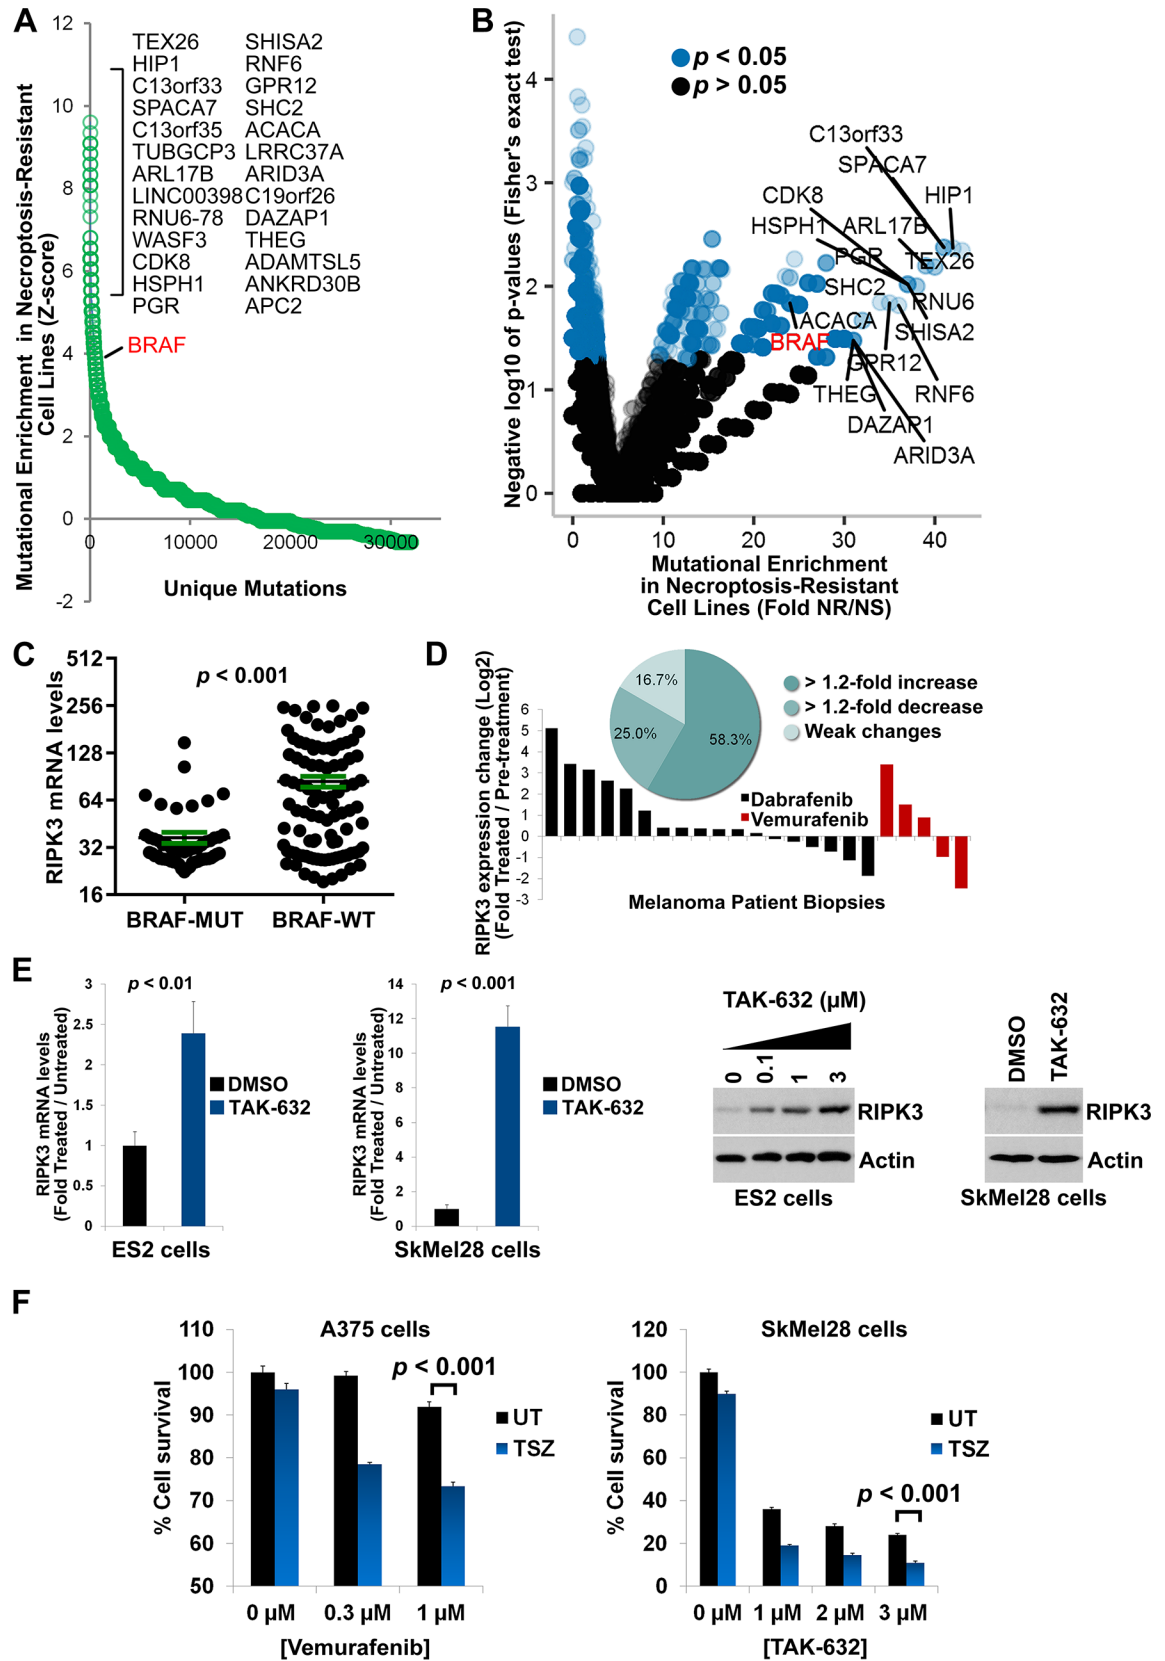 A
12
10
8
6
4
2
0
-2
Mutational Enrichment in Necroptosis-Resistant
Cell Lines (Z-score)
TEX26 SHISA2
HIP1 RNF6
C13orf33 GPR12
SPACA7 SHC2
C13orf35 ACACA
TUBGCP3 LRRC37A
ARL17B ARID3A
LINC00398 C19orf26
RNU6-78 DAZAP1
WASF3 THEG
CDK8 ADAMTSL5
HSPH1 ANKRD30B
PGR APC2
BRAF
0 10000 20000 30000
Unique Mutations
B
Negative log10 of p-values (Fisher's exact test)
4
3
2
1
0
p < 0.05
p > 0.05
C13orf33
SPACA7
CDK8
HIP1
HSPH1
ARL17B
PGR
TEX26
SHC2
RNU6
ACACA
SHISA2
BRAF
GPR12
THEG
RNF6
DAZAP1
ARID3A
0 10 20 30 40
Mutational Enrichment
in Necroptosis-Resistant
Cell Lines (Fold NR/NS)
C
RIPK3 mRNA levels
512
256
128
64
32
16
p < 0.001
BRAF-MUT BRAF-WT
D
RIPK3 expression change (Log2)
(Fold Treated / Pre-treatment)
6
5
4
3
2
1
0
-1
-2
-3
16.7%
25.0%
58.3%
> 1.2-fold increase
> 1.2-fold decrease
Weak changes
Dabrafenib
Vemurafenib
Melanoma Patient Biopsies
E
RIPK3 mRNA levels
(Fold Treated / Untreated)
3
2.5
2
1.5
1
0.5
0
p < 0.01
DMSO
TAK-632
ES2 cells
RIPK3 mRNA levels
(Fold Treated / Untreated)
14
12
10
8
6
4
2
0
p < 0.001
DMSO
TAK-632
SkMel28 cells
TAK-632 (µM)
0 0.1 1 3
RIPK3
Actin
ES2 cells
DMSO TAK-632
RIPK3
Actin
SkMel28 cells
F
% Cell survival
110
100
90
80
70
60
50
A375 cells
p < 0.001
UT
TSZ
0 µM 0.3 µM 1 µM
[Vemurafenib]
% Cell survival
120
100
80
60
40
20
0
SkMel28 cells
UT
TSZ
p < 0.001
0 µM 1 µM 2 µM 3 µM
[TAK-632]